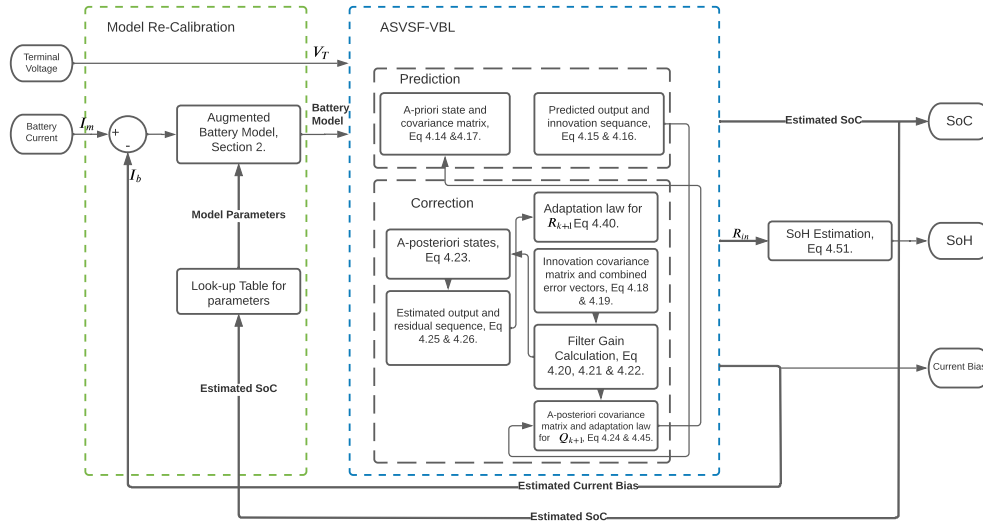 Model Re-Calibration
ASVSF-VBL
Terminal
Voltage
V_T
Prediction
Battery
Current
I_m
+
-
I_b
Augmented
Battery Model,
Section 2.
Battery
Model
A-priori state and
covariance matrix,
Eq 4.14 &4.17.
Predicted output and
innovation sequence,
Eq 4.15 & 4.16.
Estimated SoC
SoC
Model Parameters
Correction
Adaptation law for
R_{k+1} Eq 4.40.
A-posteriori states,
Eq 4.23.
R_{in}
SoH Estimation,
Eq 4.51.
SoH
Look-up Table for
parameters
Innovation covariance
matrix and combined
error vectors, Eq 4.18
& 4.19.
Estimated output and
residual sequence, Eq
4.25 & 4.26.
Filter Gain
Calculation, Eq
4.20, 4.21 & 4.22.
Current Bias
Estimated SoC
A-posteriori covariance
matrix and adaptation law
for Q_{k+1}, Eq 4.24 & 4.45.
Estimated Current Bias
Estimated SoC